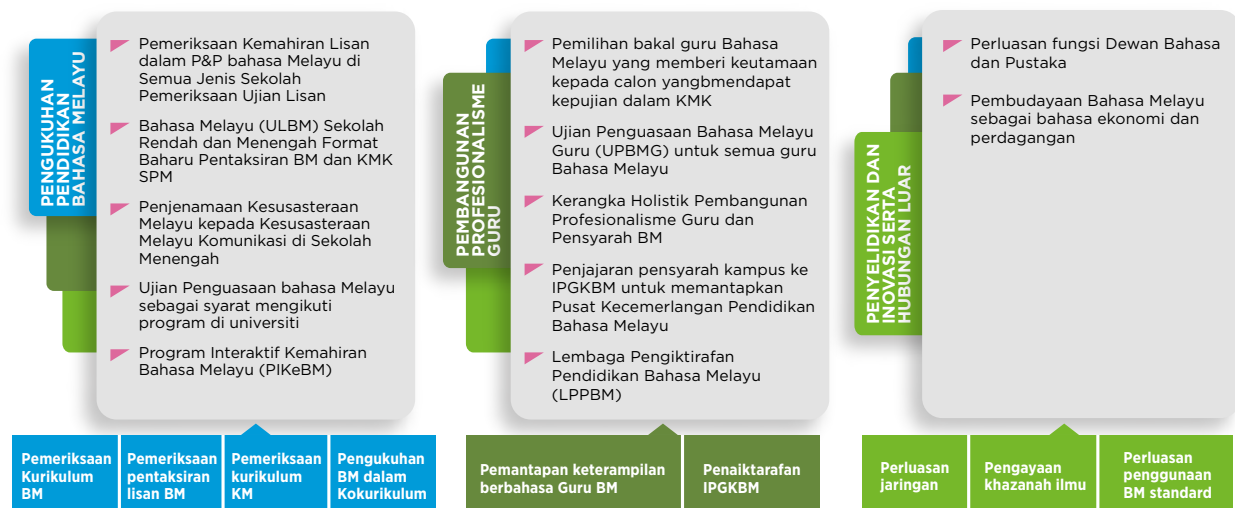 PENGUKUHAN
PENDIDIKAN
BAHASA MELAYU
Pemeriksaan Kemahiran Lisan
dalam P&P bahasa Melayu di
Semua Jenis Sekolah
Pemeriksaan Ujian Lisan
Bahasa Melayu (ULBM) Sekolah
Rendah dan Menengah Format
Baharu Pentaksiran BM dan KMK
SPM
Penjenamaan Kesusasteraan
Melayu kepada Kesusasteraan
Melayu Komunikasi di Sekolah
Menengah
Ujian Penguasaan bahasa Melayu
sebagai syarat mengikuti
program di universiti
Program Interaktif Kemahiran
Bahasa Melayu (PIKeBM)
Pemeriksaan
Kurikulum
BM
Pemeriksaan
pentaksiran
lisan BM
Pemeriksaan
kurikulum
KM
Pengukuhan
BM dalam
Kokurikulum
PEMBANGUNAN
PROFESIONALISME
GURU
Pemilihan bakal guru Bahasa
Melayu yang memberi keutamaan
kepada calon yangbmendapat
kepujian dalam KMK
Ujian Penguasaan Bahasa Melayu
Guru (UPBMG) untuk semua guru
Bahasa Melayu
Kerangka Holistik Pembangunan
Profesionalisme Guru dan
Pensyarah BM
Penjajaran pensyarah kampus ke
IPGKBM untuk memantapkan
Pusat Kecemerlangan Pendidikan
Bahasa Melayu
Lembaga Pengiktirafan
Pendidikan Bahasa Melayu
(LPPBM)
Pemantapan keterampilan
berbahasa Guru BM
Penaiktarafan
IPGKBM
PENYELIDIKAN DAN
INOVASI SERTA
HUBUNGAN LUAR
Perluasan fungsi Dewan Bahasa
dan Pustaka
Pembudayaan Bahasa Melayu
sebagai bahasa ekonomi dan
perdagangan
Perluasan
jaringan
Pengayaan
khazanah ilmu
Perluasan
penggunaan
BM standard